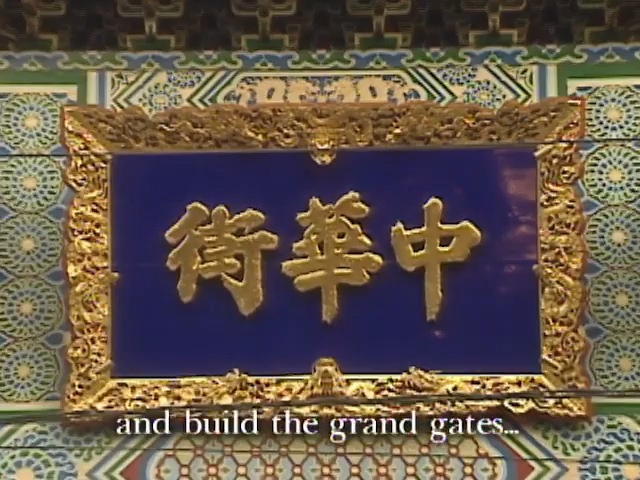 中華街
and build the grand gates...